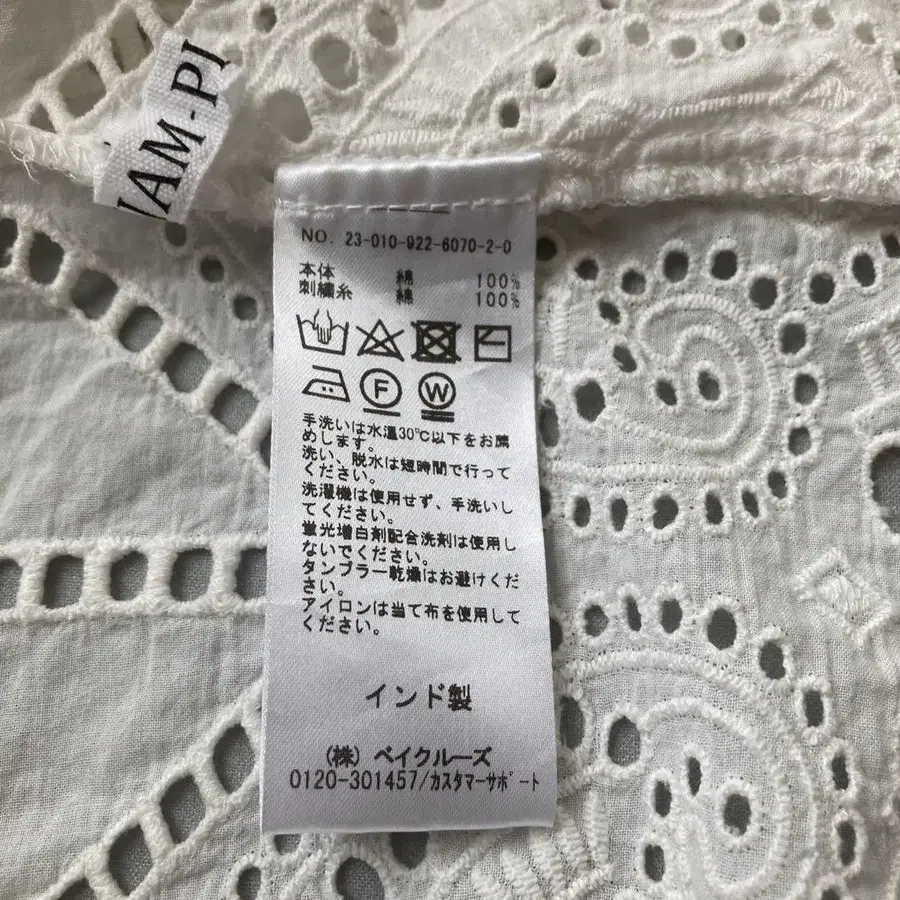 JAM-PI
NO. 23-010-922-6070-2-0
本体 綿 100%
刺繍糸 綿 100%
F W
手洗いは水温30℃以下をお薦
めします。
洗い、脱水は短時間で行って
ください。
洗濯機は使用せず、手洗いし
てください。
蛍光増白剤配合洗剤は使用し
ないでください。
タンブラー乾燥はお避けくだ
さい。
アイロンは当て布を使用して
ください。
インド製
(株) ベイクルーズ
0120-301457/カスタマーサポート